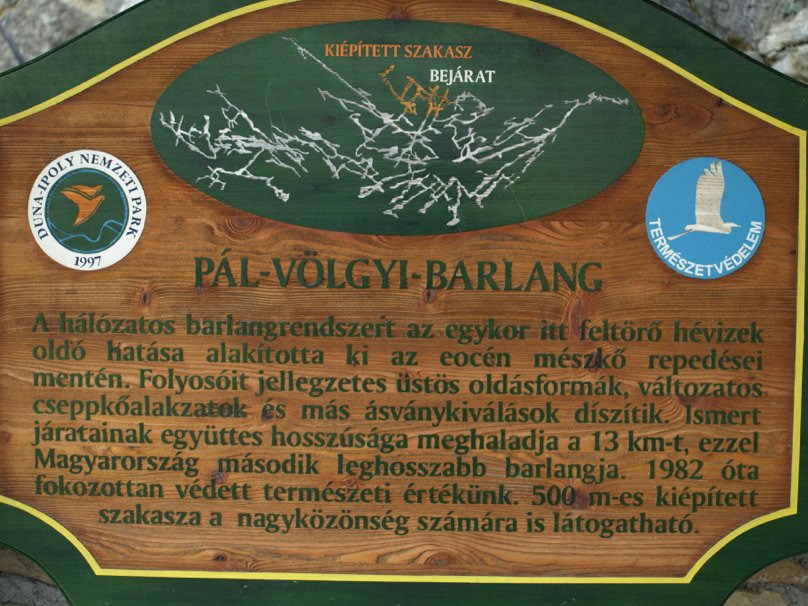 KIÉPÍTETT SZAKASZ
BEJÁRAT
DUNA-IPOLY NEMZETI PARK
1997
TERMÉSZETVÉDELEM
PÁL-VÖLGYI-BARLANG
A hálózatos barlangrendszert az egykor itt feltörő hévizek
oldó hatása alakította ki az eocén mészkő repedései
mentén. Folyosóit jellegzetes üstös oldásformák, változatos
cseppkőalakzatok és más ásványkiválások díszítik. Ismert
járatainak együttes hosszúsága meghaladja a 13 km-t, ezzel
Magyarország második leghosszabb barlangja. 1982 óta
fokozottan védett természeti értékünk. 500 m-es kiépített
szakasza a nagyközönség számára is látogatható.